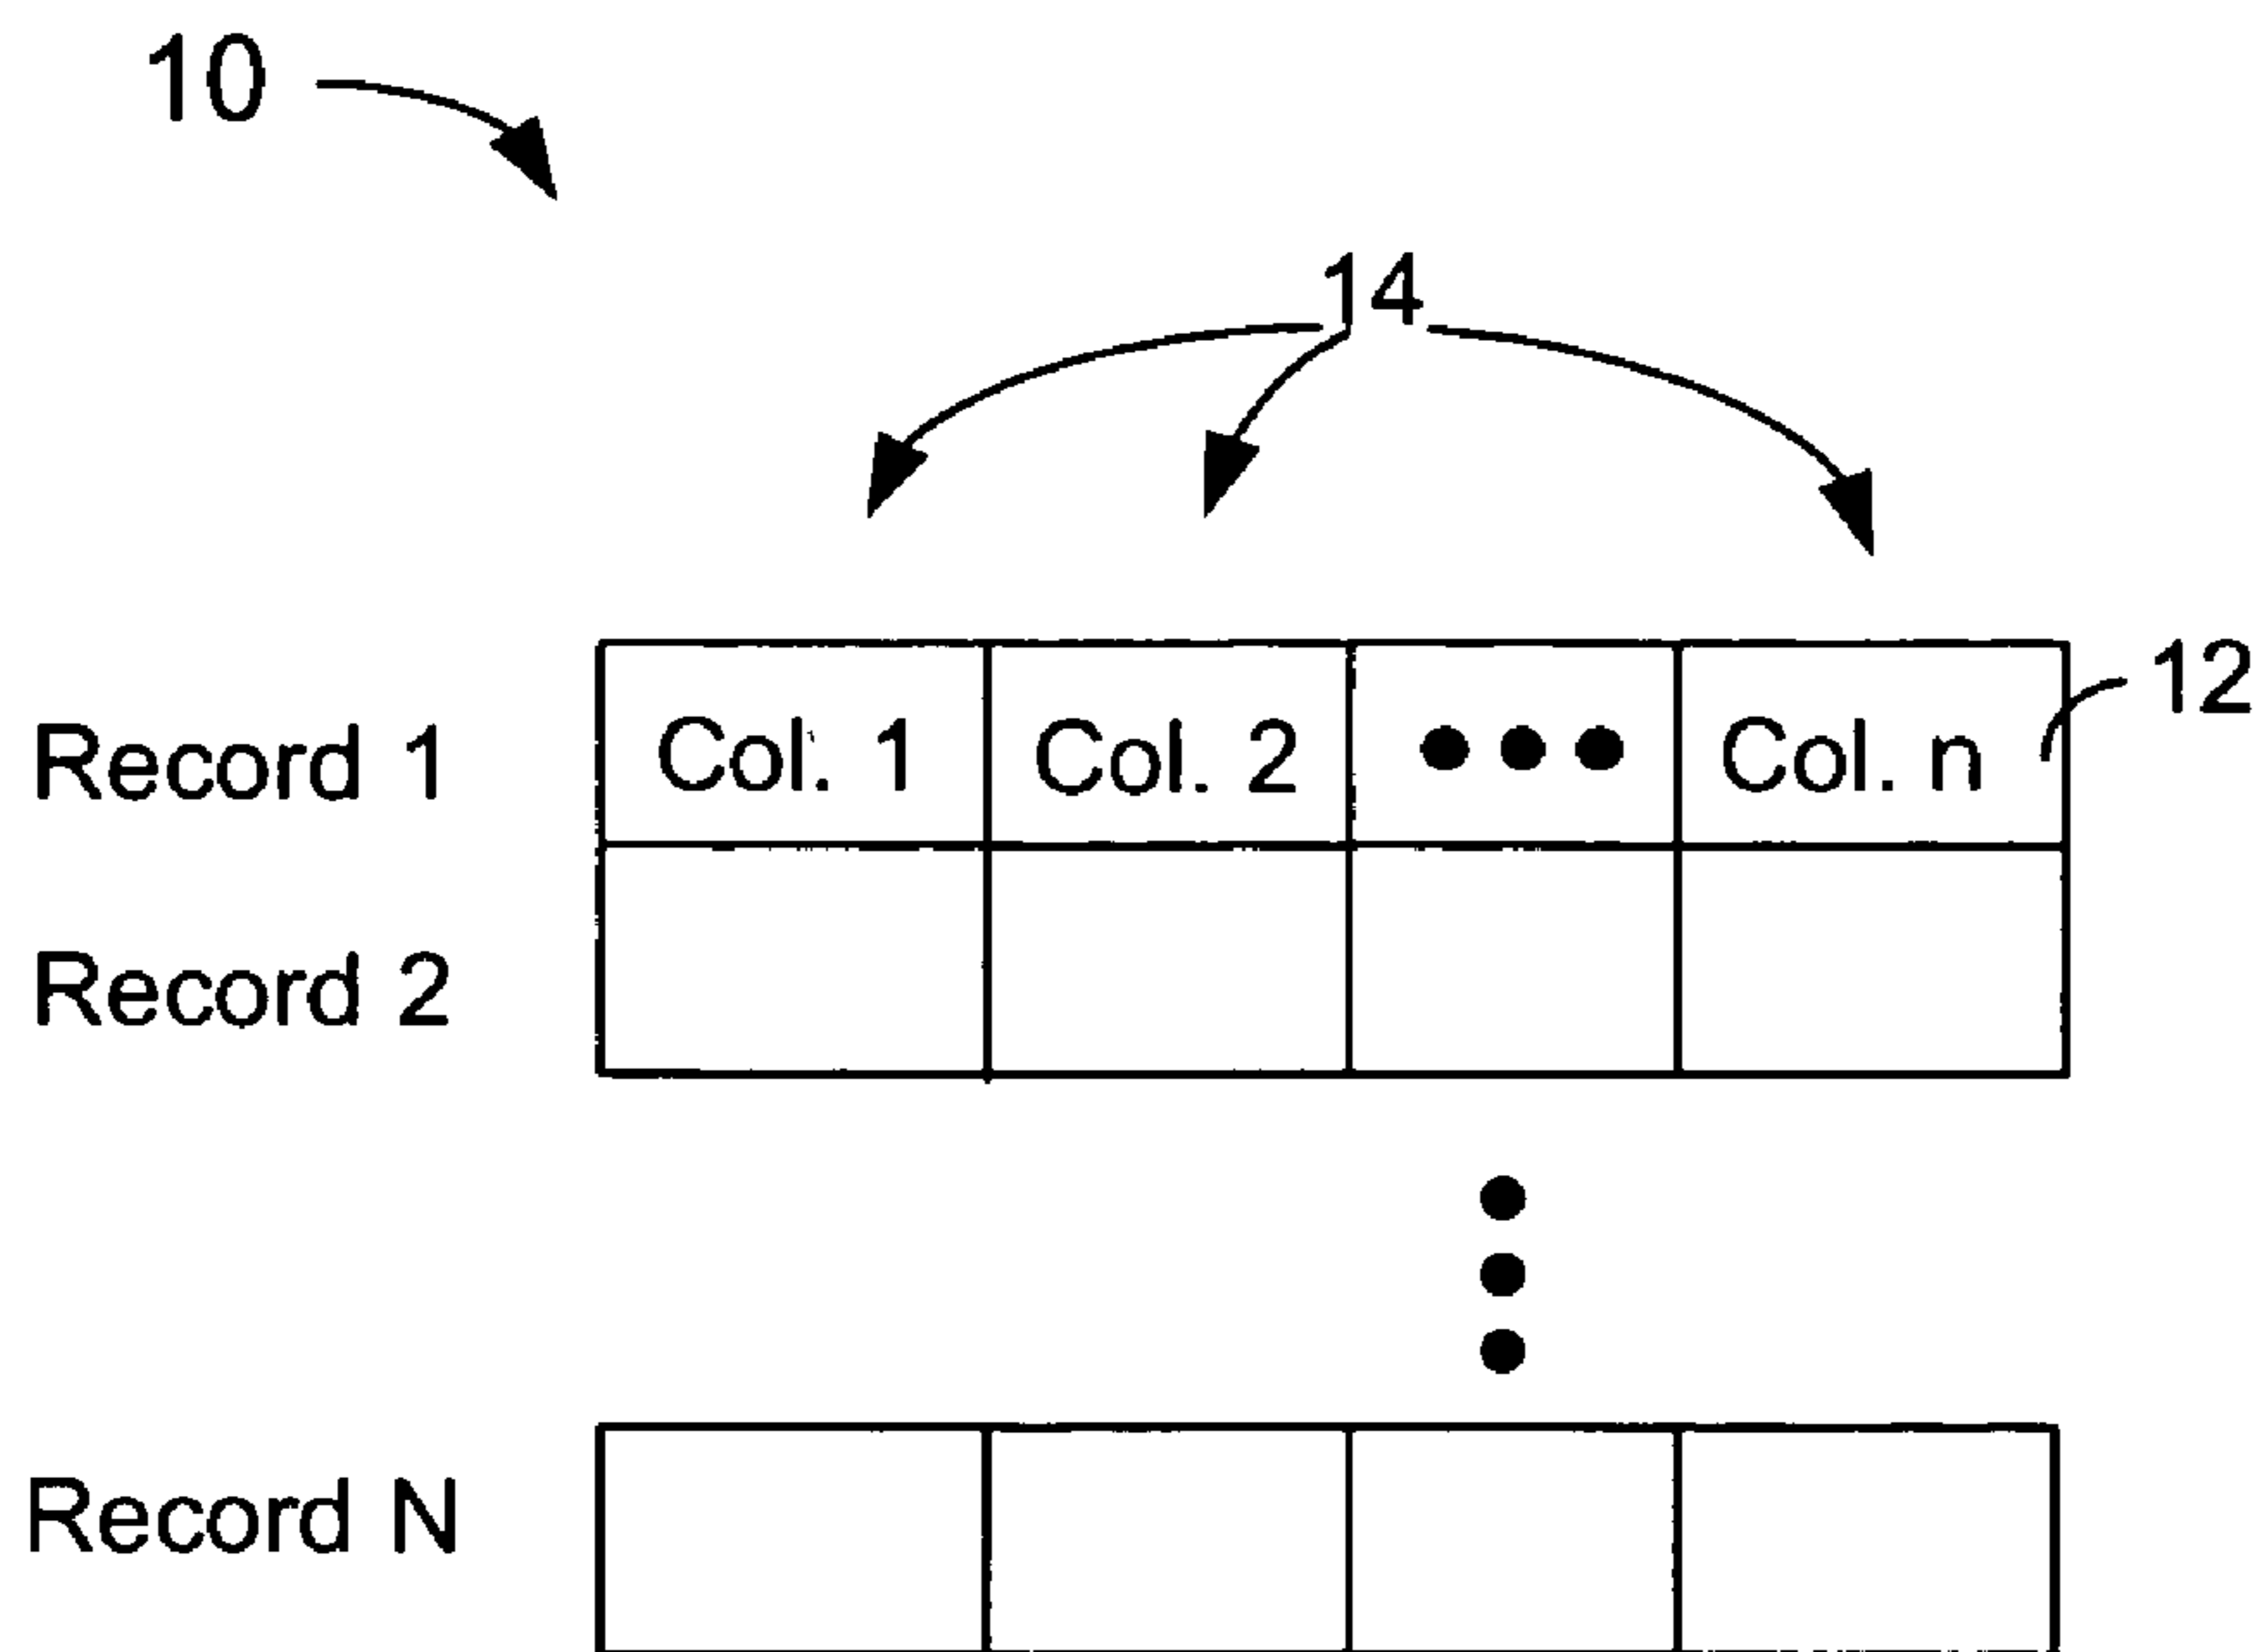 10
14
12
Record 1 Col. 1 Col. 2 ••• Col. n
Record 2
Record N